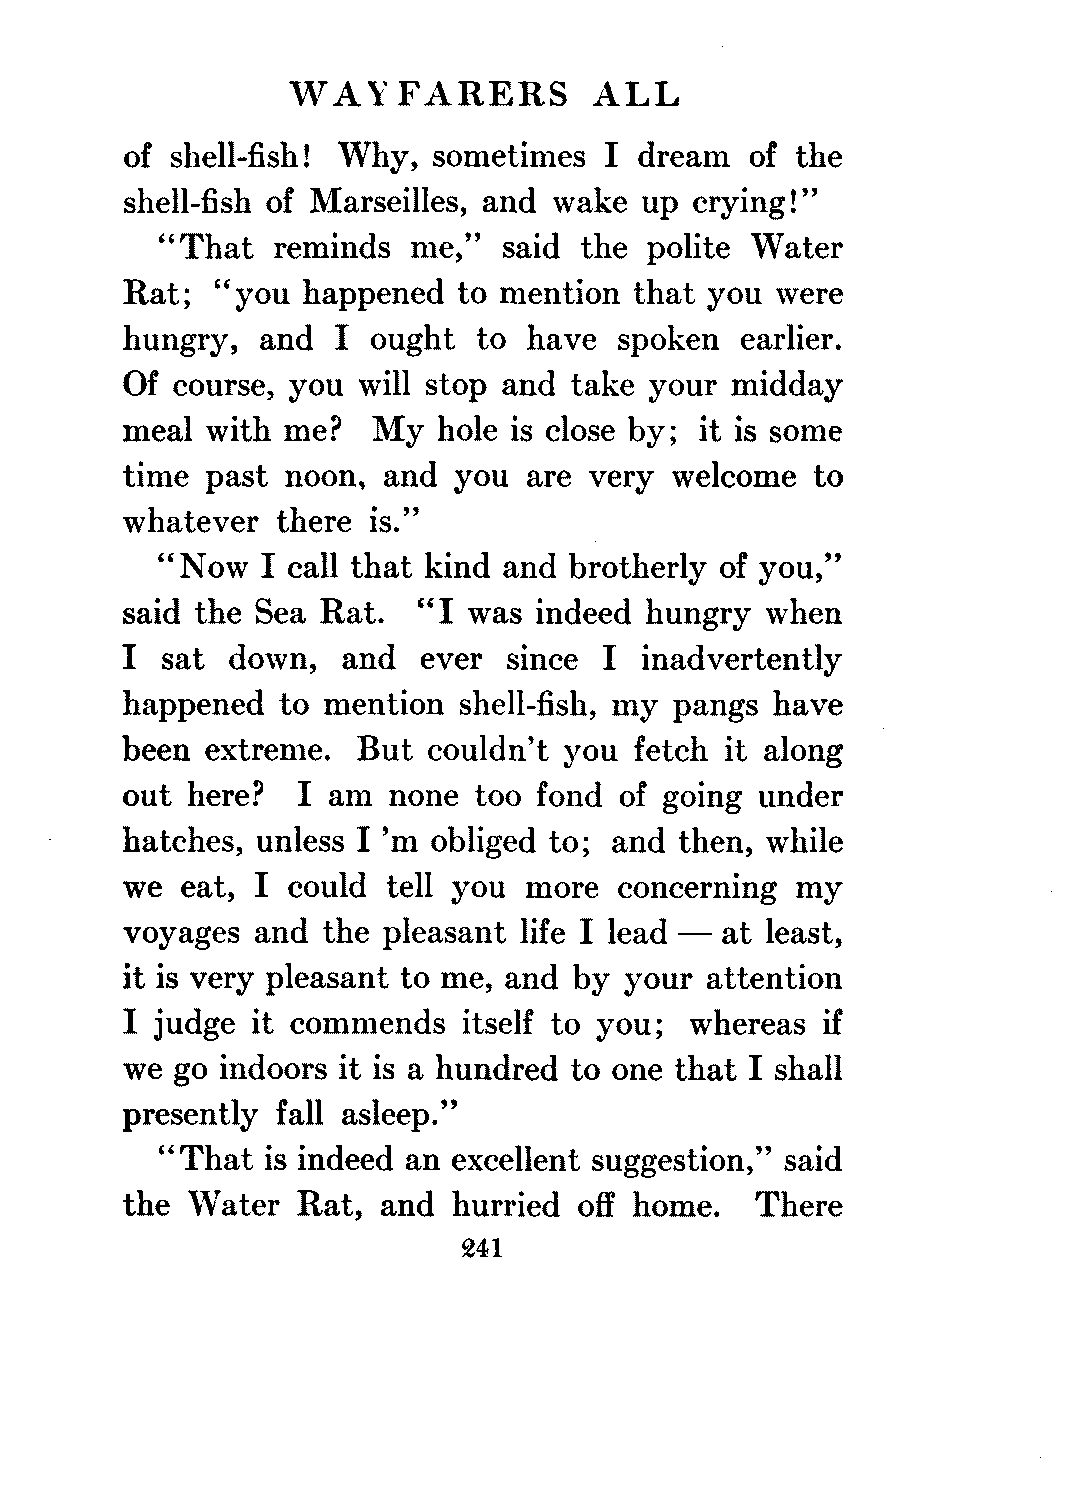 WAYFARERS ALL
of shell-fish! Why, sometimes I dream of the
shell-fish of Marseilles, and wake up crying!"
"That reminds me," said the polite Water
Rat; "you happened to mention that you were
hungry, and I ought to have spoken earlier.
Of course, you will stop and take your midday
meal with me? My hole is close by; it is some
time past noon, and you are very welcome to
whatever there is."
"Now I call that kind and brotherly of you,"
said the Sea Rat. "I was indeed hungry when
I sat down, and ever since I inadvertently
happened to mention shell-fish, my pangs have
been extreme. But couldn't you fetch it along
out here? I am none too fond of going under
hatches, unless I 'm obliged to; and then, while
we eat, I could tell you more concerning my
voyages and the pleasant life I lead — at least,
it is very pleasant to me, and by your attention
I judge it commends itself to you; whereas if
we go indoors it is a hundred to one that I shall
presently fall asleep."
"That is indeed an excellent suggestion," said
the Water Rat, and hurried off home. There
241